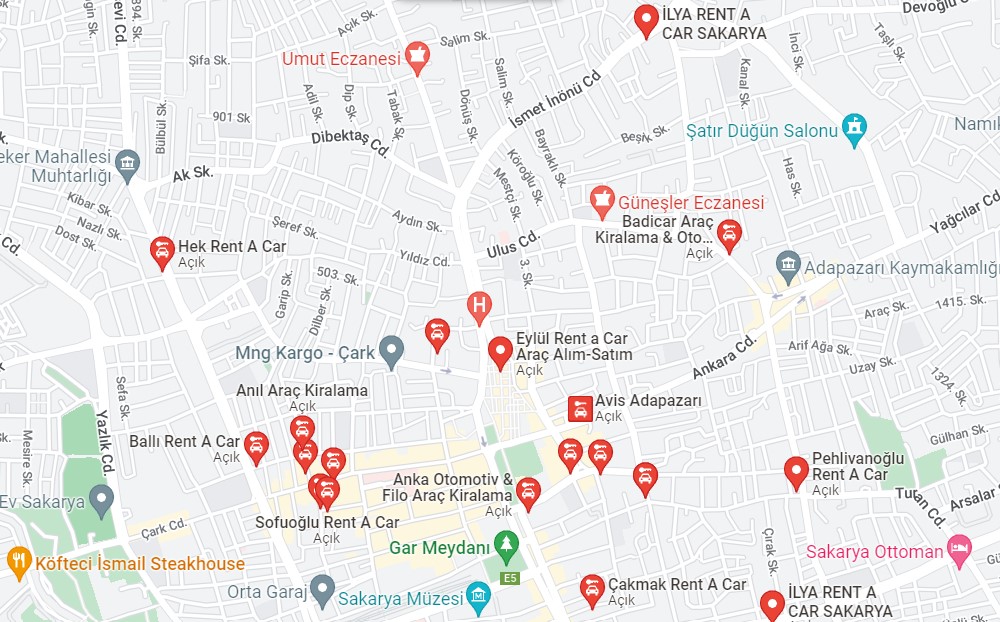 894. Sk.
evi Cd.
Açık Sk.
Devoğlu Sk.
İLYA RENT A
CAR SAKARYA
Salim Sk.
Umut Eczanesi
Şifa Sk.
İnci Sk.
Taşlı Sk.
Salim Sk.
Kanal Sk.
Adil Sk.
Dip Sk.
Tabak Sk.
Dönüş Sk.
İsmet İnönü Cd
901 Sk.
Bülbül Sk.
Dibektaş Cd.
Bayraklı Sk.
Beşik Sk.
Şatır Düğün Salonu
Namık
eker Mahallesi
Muhtarlığı
Ak Sk.
Köroğlu Sk.
Mestçi Sk.
Has Sk.
Kibar Sk.
Nazlı Sk.
Dost Sk.
Cd.
Şeref Sk.
Aydın Sk.
Güneşler Eczanesi
Badicar Araç
Kiralama & Oto...
Açık
Yağcılar Cd
Hek Rent A Car
Açık
Yıldız Cd.
Ulus Cd.
3. Sk.
Adapazarı Kaymakamlığı
503. Sk.
Garip Sk.
Dilber Sk.
H
Araç Sk.
1415. Sk.
Mng Kargo - Çark
Eylül Rent a Car
Araç Alım-Satım
Açık
Ankara Cd.
Arif Ağa Sk.
Uzay Sk.
1324. Sk.
Sefa Sk.
Anıl Araç Kiralama
Açık
Avis Adapazarı
Açık
Mesire Sk.
Yazlık Cd.
Ballı Rent A Car
Açık
Gülhan Sk.
Pehlivanoğlu
Rent A Car
Açık
Anka Otomotiv &
Filo Araç Kiralama
Açık
Ev Sakarya
Tuan Cd.
Arsalar S
Çark Cd.
Sofuoğlu Rent A Car
Açık
Çırak Sk.
Gar Meydanı
Sakarya Ottoman
Köfteci İsmail Steakhouse
E5
Orta Garaj
Sakarya Müzesi
Çakmak Rent A Car
Açık
İLYA RENT A
CAR SAKARYA